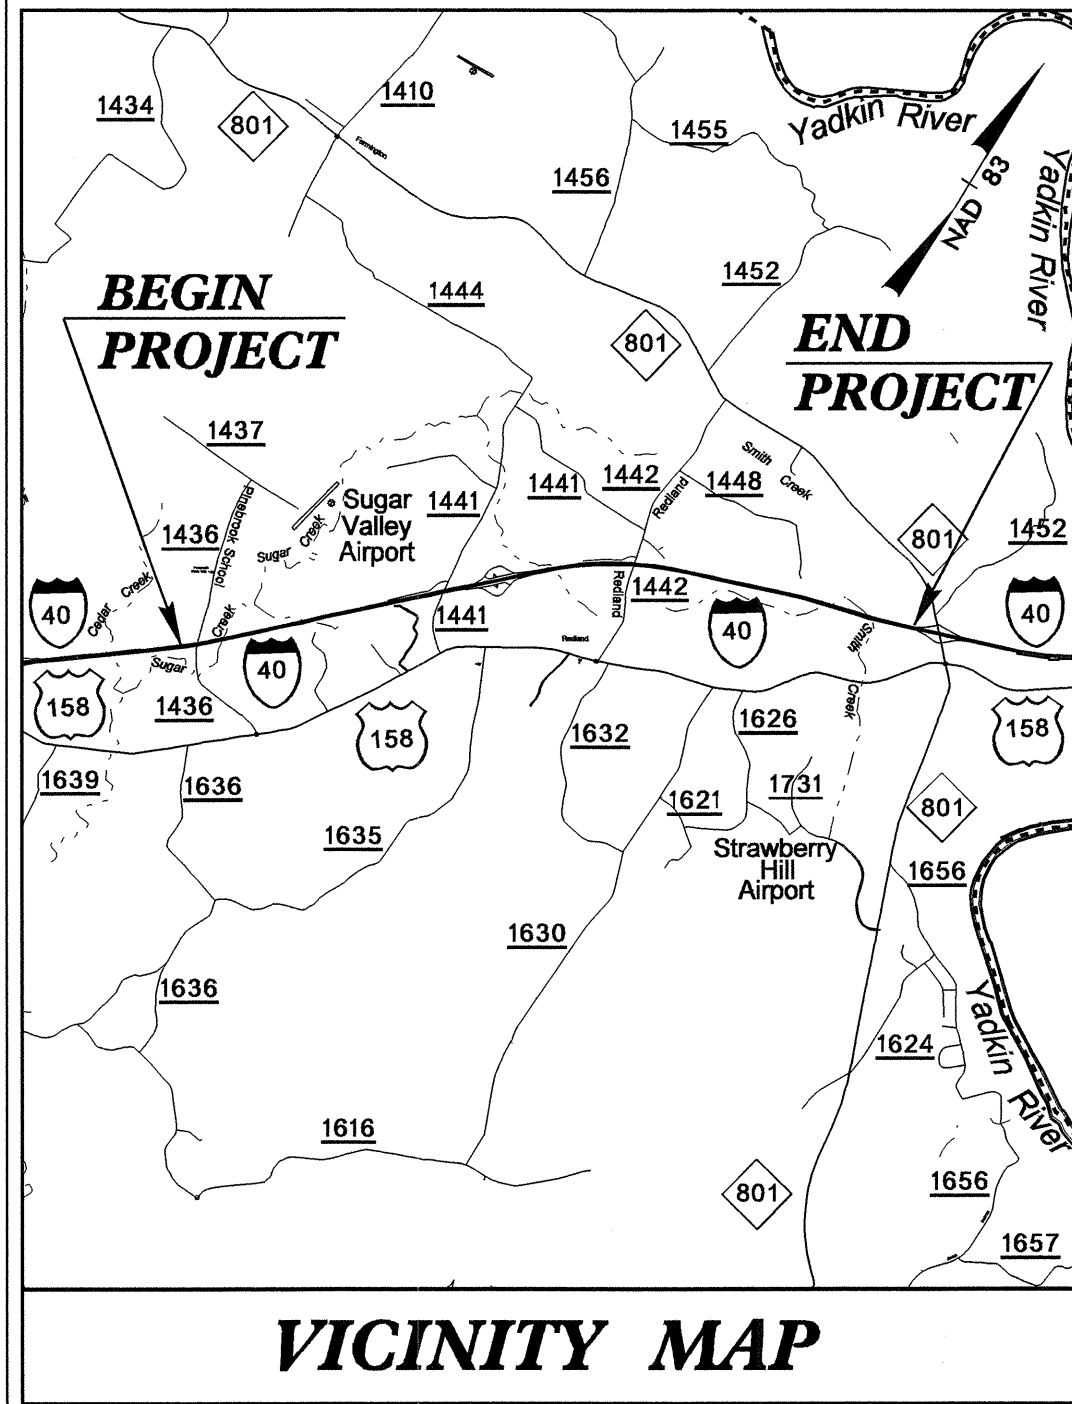 1434
801
1410
Farmington
1455
Yadkin River
1456
NAD 83
Yadkin River
1452
1444
BEGIN
PROJECT
801
END
PROJECT
1437
Pinebrook School
Sugar
Valley
Airport
1441
1441
1442
Redland
1448
Smith Creek
801
1452
1436
Sugar Creek
Cedar Creek
40
Creek
Sugar
40
1441
Redland
1442
Redland
40
Smith
Creek
40
158
1436
158
1632
1626
158
1639
1636
1635
1621
1731
801
Strawberry
Hill
Airport
1656
1630
1636
Yadkin River
1624
1616
801
1656
1657
VICINITY MAP